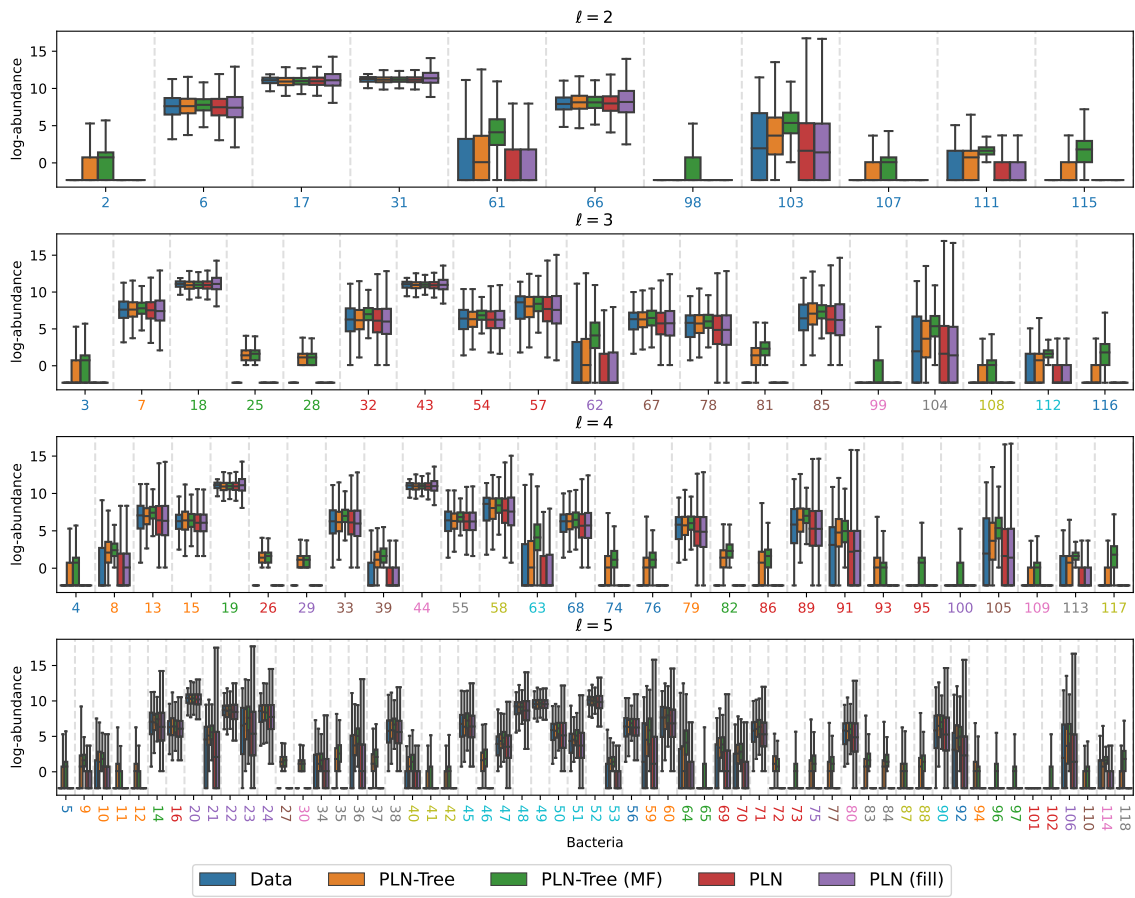 ℓ = 2
log-abundance
15
10
5
0
2 6 17 31 61 66 98 103 107 111 115
ℓ = 3
log-abundance
15
10
5
0
3 7 18 25 28 32 43 54 57 62 67 78 81 85 99 104 108 112 116
ℓ = 4
log-abundance
15
10
5
0
4 8 13 15 19 26 29 33 39 44 55 58 63 68 74 76 79 82 86 89 91 93 95 100 105 109 113 117
ℓ = 5
log-abundance
15
10
5
0
5 9 10 11 12 14 16 20 21 22 23 24 27 30 34 35 36 37 38 40 41 42 45 46 47 48 49 50 51 52 53 56 59 60 64 65 69 70 71 72 73 75 77 80 83 84 87 88 90 92 94 96 97 101 102 106 110 114 118
Bacteria
Data PLN-Tree PLN-Tree (MF) PLN PLN (fill)